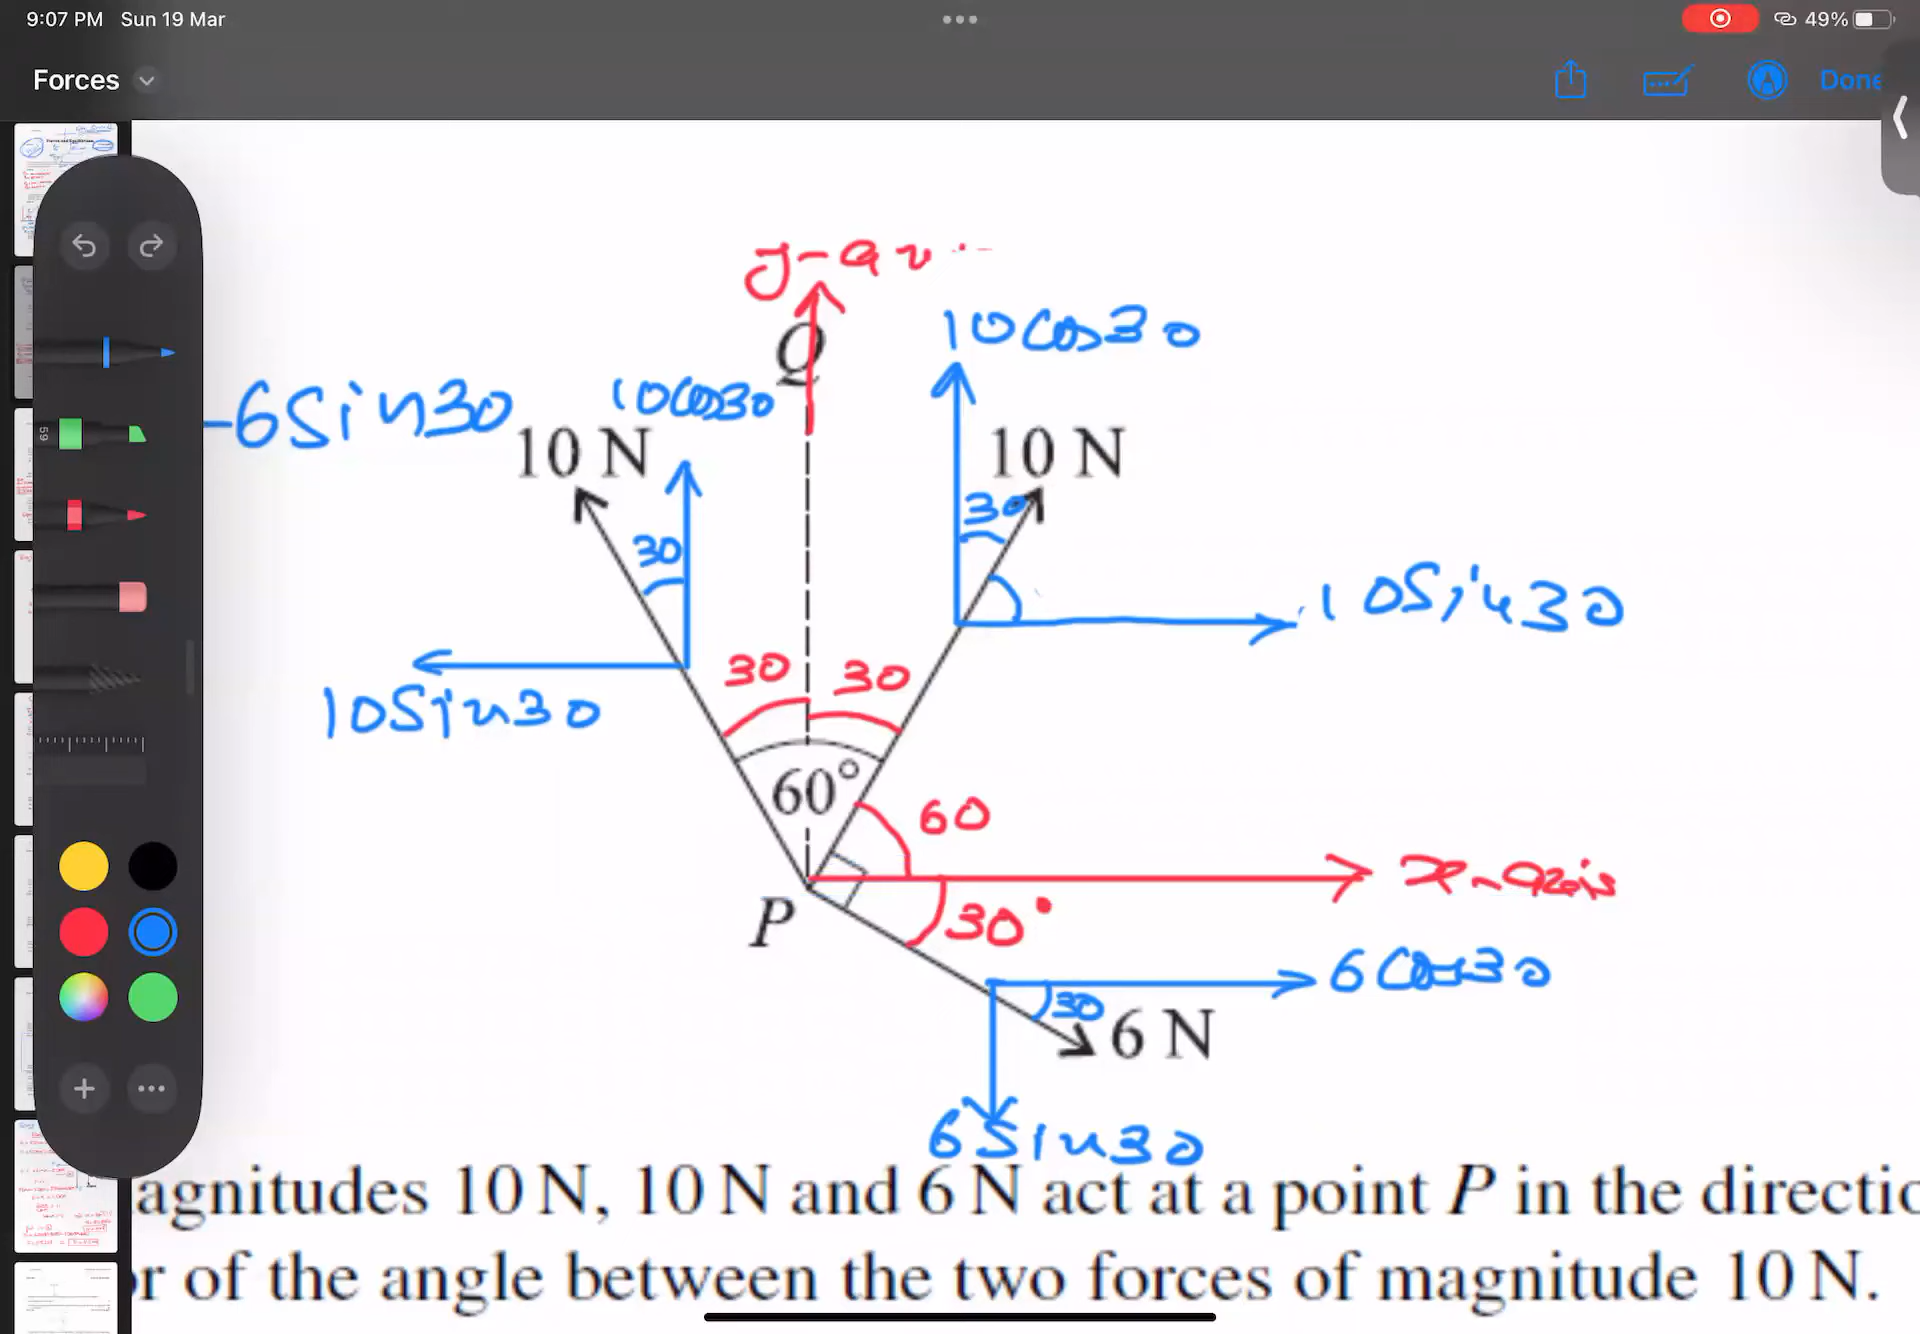 9:07 PM Sun 19 Mar
49%
Forces
Done
59
Q
10cos30
-6Sin30
10cos30
10 N
10 N
30
30
10Sin30
30
30
10Sin30
60°
60
x-axis
P
30°
6Cos30
30
6 N
6Sin30
agnitudes 10 N, 10 N and 6 N act at a point P in the directio
r of the angle between the two forces of magnitude 10 N.